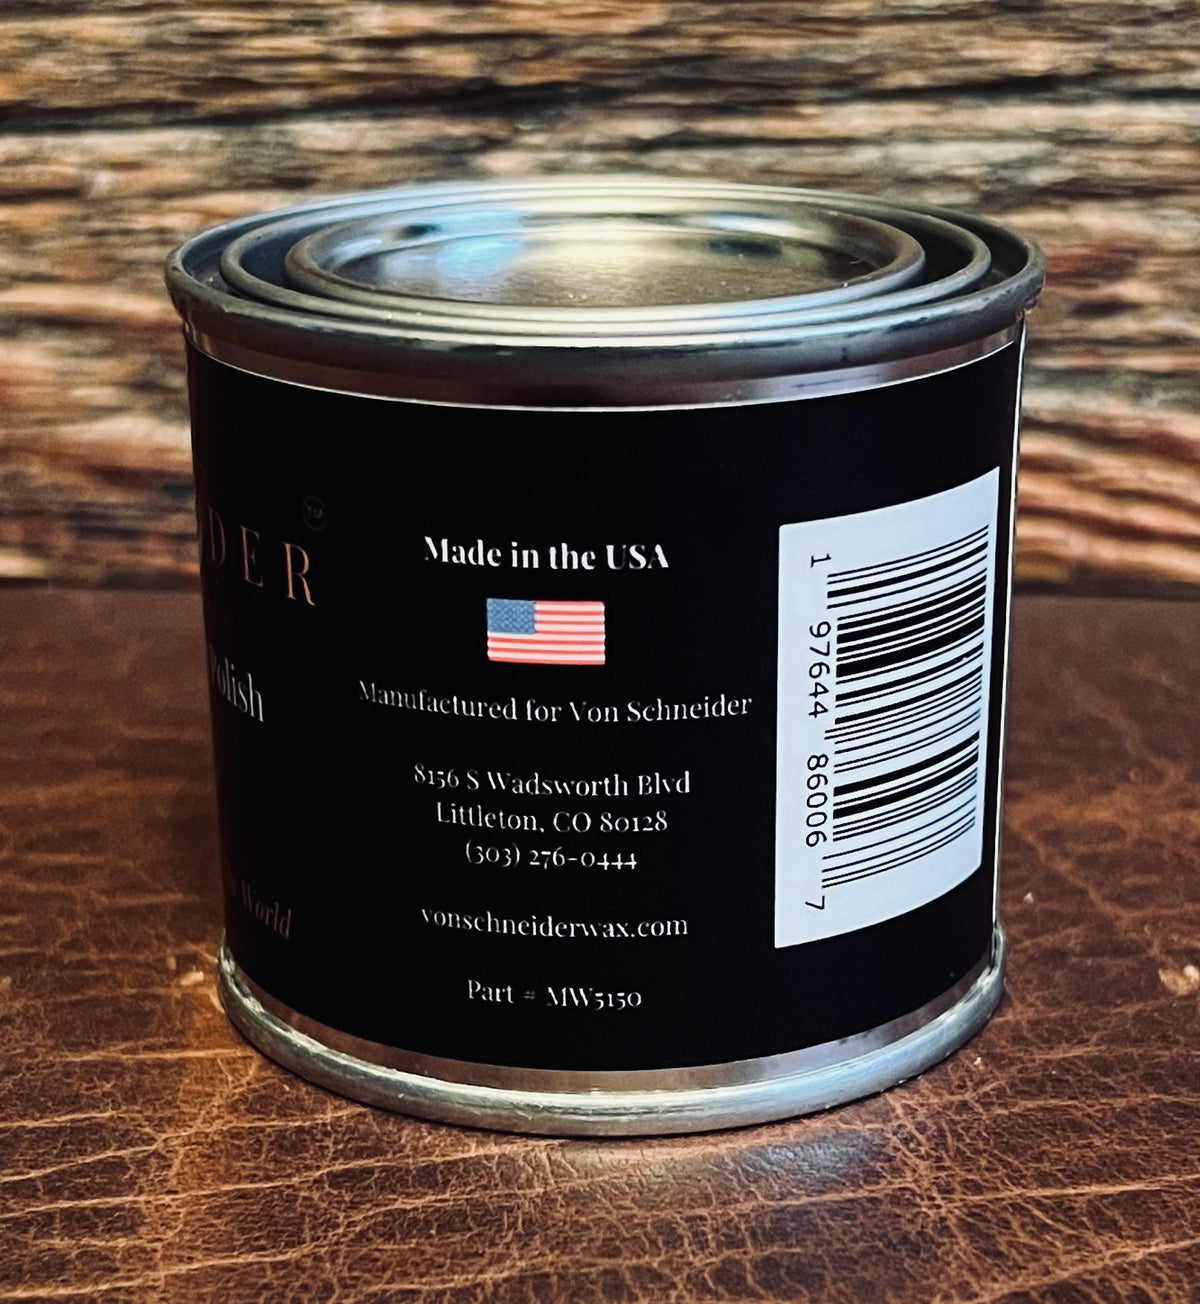 DER
TM
Polish
World
Made in the USA
Manufactured for Von Schneider
8156 S Wadsworth Blvd
Littleton, CO 80128
(303) 276-0444
vonschneiderwax.com
Part # MW5150
1 97644 86006 7